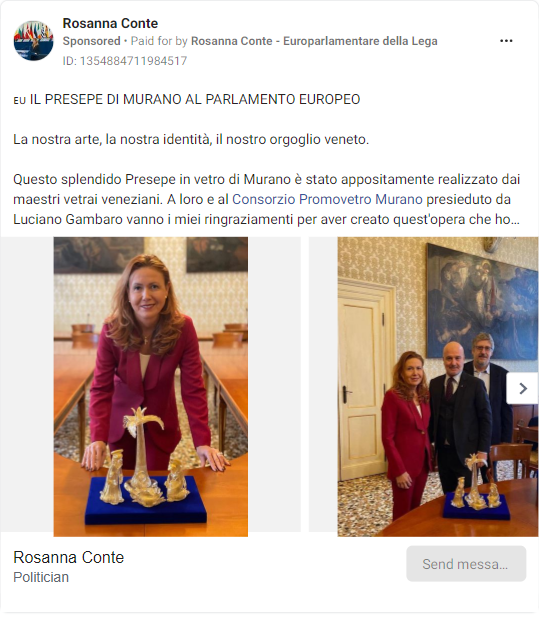 Rosanna Conte
Sponsored • Paid for by Rosanna Conte - Europarlamentare della Lega
ID: 1354884711984517
EU IL PRESEPE DI MURANO AL PARLAMENTO EUROPEO
La nostra arte, la nostra identità, il nostro orgoglio veneto.
Questo splendido Presepe in vetro di Murano è stato appositamente realizzato dai
maestri vetrai veneziani. A loro e al Consorzio Promovetro Murano presieduto da
Luciano Gambaro vanno i miei ringraziamenti per aver creato quest'opera che ho...
Rosanna Conte
Politician
Send messa...